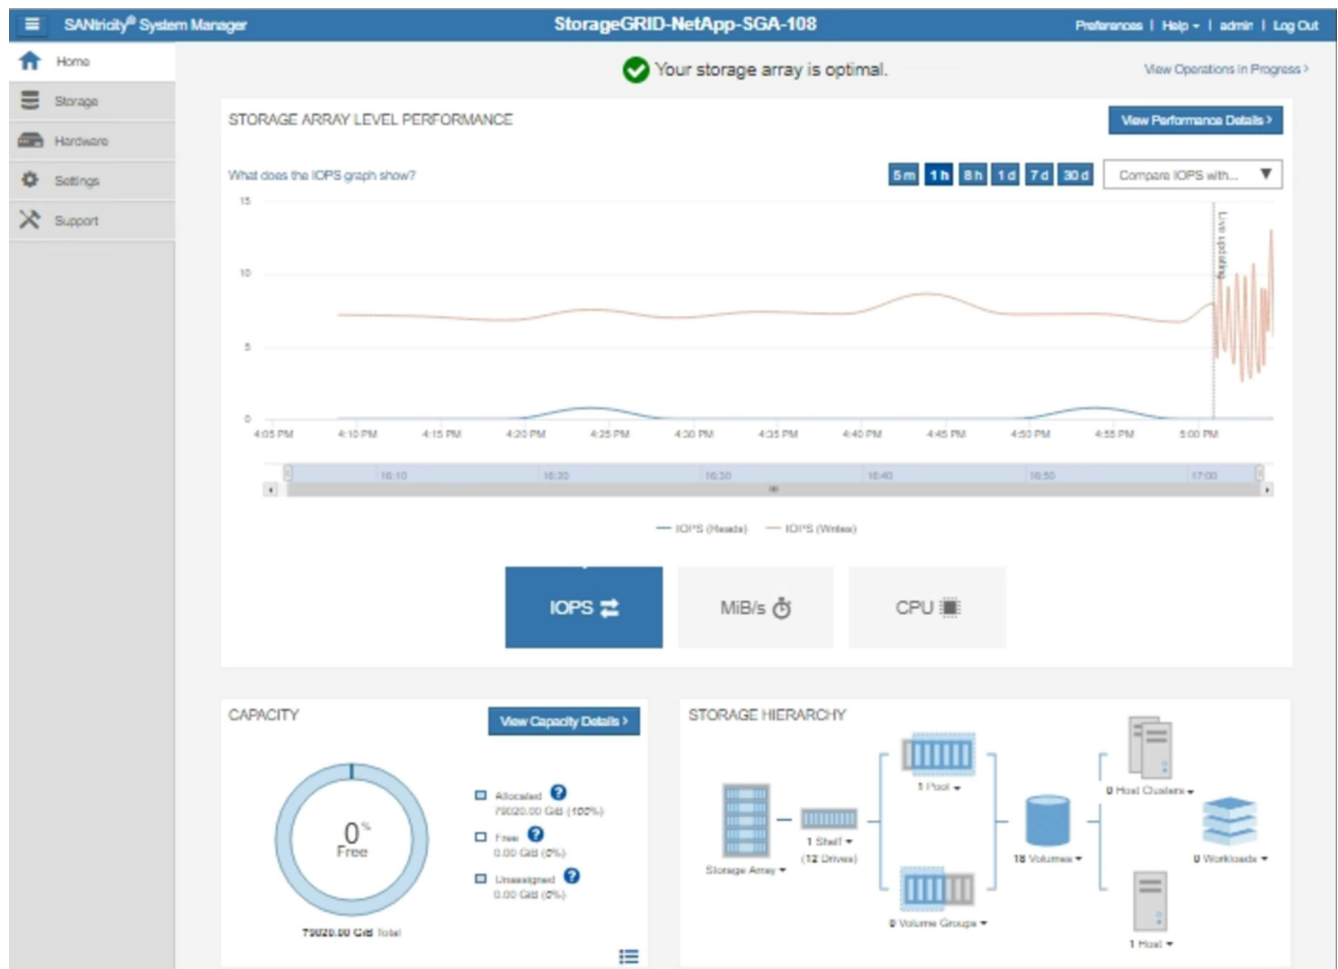 SANtricity® System Manager
StorageGRID-NetApp-SGA-108
Preferences | Help | admin | Log Out
Home
Storage
Hardware
Settings
Support
Your storage array is optimal.
View Operations in Progress >
STORAGE ARRAY LEVEL PERFORMANCE
View Performance Details >
What does the IOPS graph show?
5 m 1 h 8 h 1 d 7 d 30 d
Compare IOPS with...
15
10
5
0
Live updating
4:05 PM 4:10 PM 4:15 PM 4:20 PM 4:25 PM 4:30 PM 4:35 PM 4:40 PM 4:45 PM 4:50 PM 4:55 PM 5:00 PM
16:10 16:20 16:30 16:40 16:50 17:00
IOPS (Reads) IOPS (Writes)
IOPS
MiB/s
CPU
CAPACITY
View Capacity Details >
0%
Free
79020.00 GiB Total
Allocated ?
79020.00 GiB (100%)
Free ?
0.00 GiB (0%)
Unassigned ?
0.00 GiB (0%)
STORAGE HIERARCHY
Storage Array
1 Shelf
(12 Drives)
1 Pool
0 Volume Groups
18 Volumes
0 Host Clusters
1 Host
0 Workloads